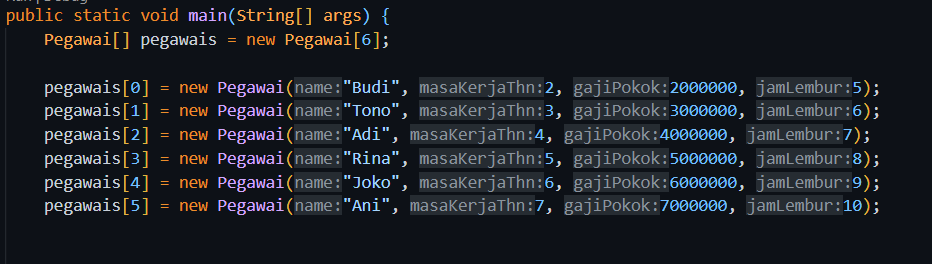 public static void main(String[] args) {
Pegawai[] pegawais = new Pegawai[6];
pegawais[0] = new Pegawai(name:"Budi", masaKerjaThn:2, gajiPokok:2000000, jamLembur:5);
pegawais[1] = new Pegawai(name:"Tono", masaKerjaThn:3, gajiPokok:3000000, jamLembur:6);
pegawais[2] = new Pegawai(name:"Adi", masaKerjaThn:4, gajiPokok:4000000, jamLembur:7);
pegawais[3] = new Pegawai(name:"Rina", masaKerjaThn:5, gajiPokok:5000000, jamLembur:8);
pegawais[4] = new Pegawai(name:"Joko", masaKerjaThn:6, gajiPokok:6000000, jamLembur:9);
pegawais[5] = new Pegawai(name:"Ani", masaKerjaThn:7, gajiPokok:7000000, jamLembur:10);